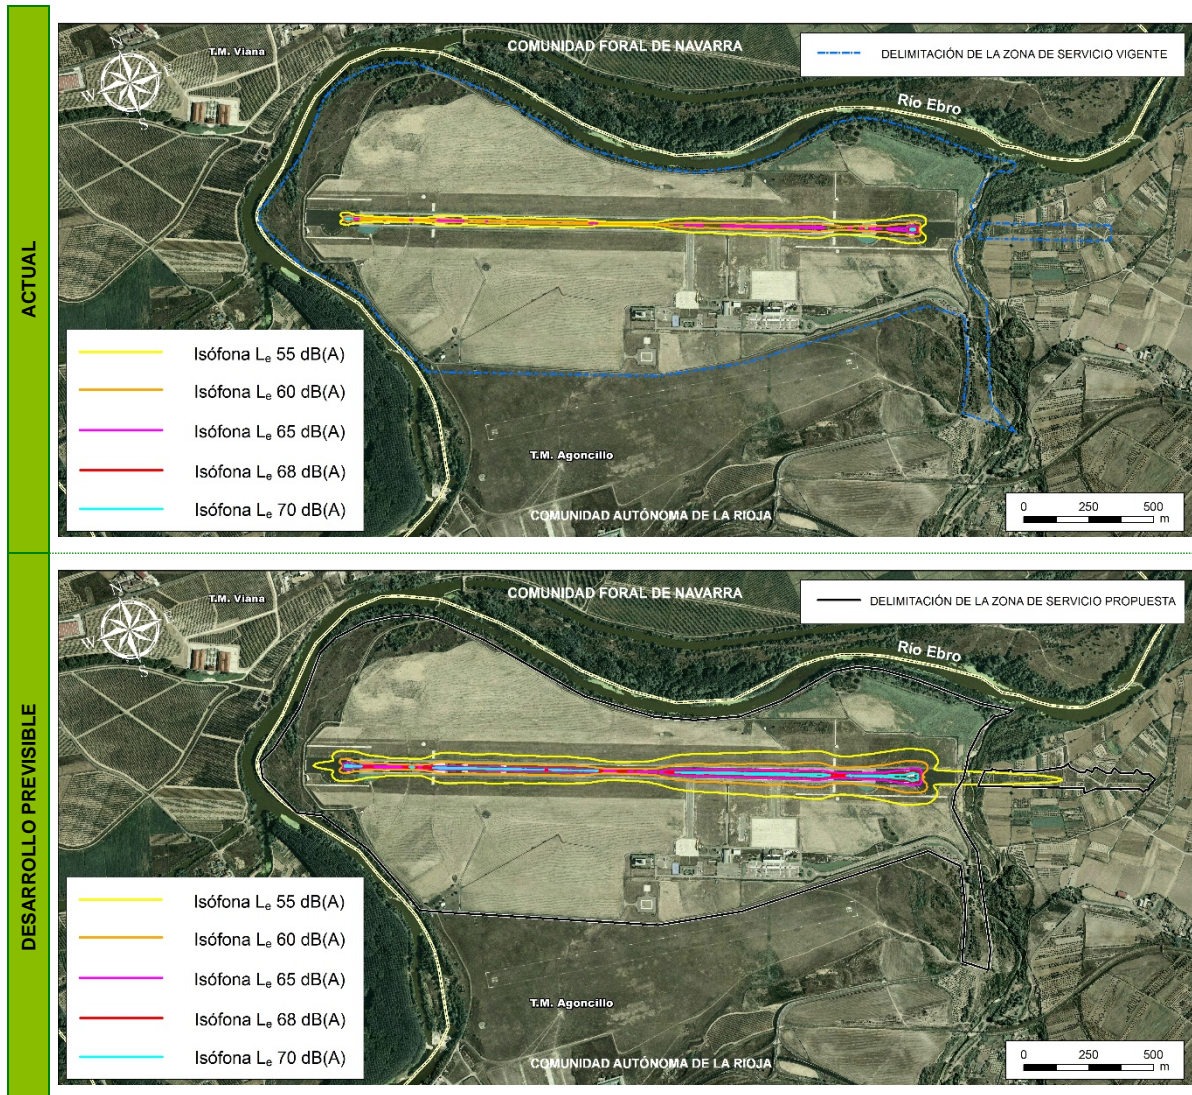 ACTUAL
N
E
S
W
T.M. Viana
COMUNIDAD FORAL DE NAVARRA
DELIMITACIÓN DE LA ZONA DE SERVICIO VIGENTE
Río Ebro
Isófona Le 55 dB(A)
Isófona Le 60 dB(A)
Isófona Le 65 dB(A)
Isófona Le 68 dB(A)
Isófona Le 70 dB(A)
T.M. Agoncillo
COMUNIDAD AUTÓNOMA DE LA RIOJA
0 250 500
m
DESARROLLO PREVISIBLE
N
E
S
W
T.M. Viana
COMUNIDAD FORAL DE NAVARRA
DELIMITACIÓN DE LA ZONA DE SERVICIO PROPUESTA
Río Ebro
Isófona Le 55 dB(A)
Isófona Le 60 dB(A)
Isófona Le 65 dB(A)
Isófona Le 68 dB(A)
Isófona Le 70 dB(A)
T.M. Agoncillo
COMUNIDAD AUTÓNOMA DE LA RIOJA
0 250 500
m